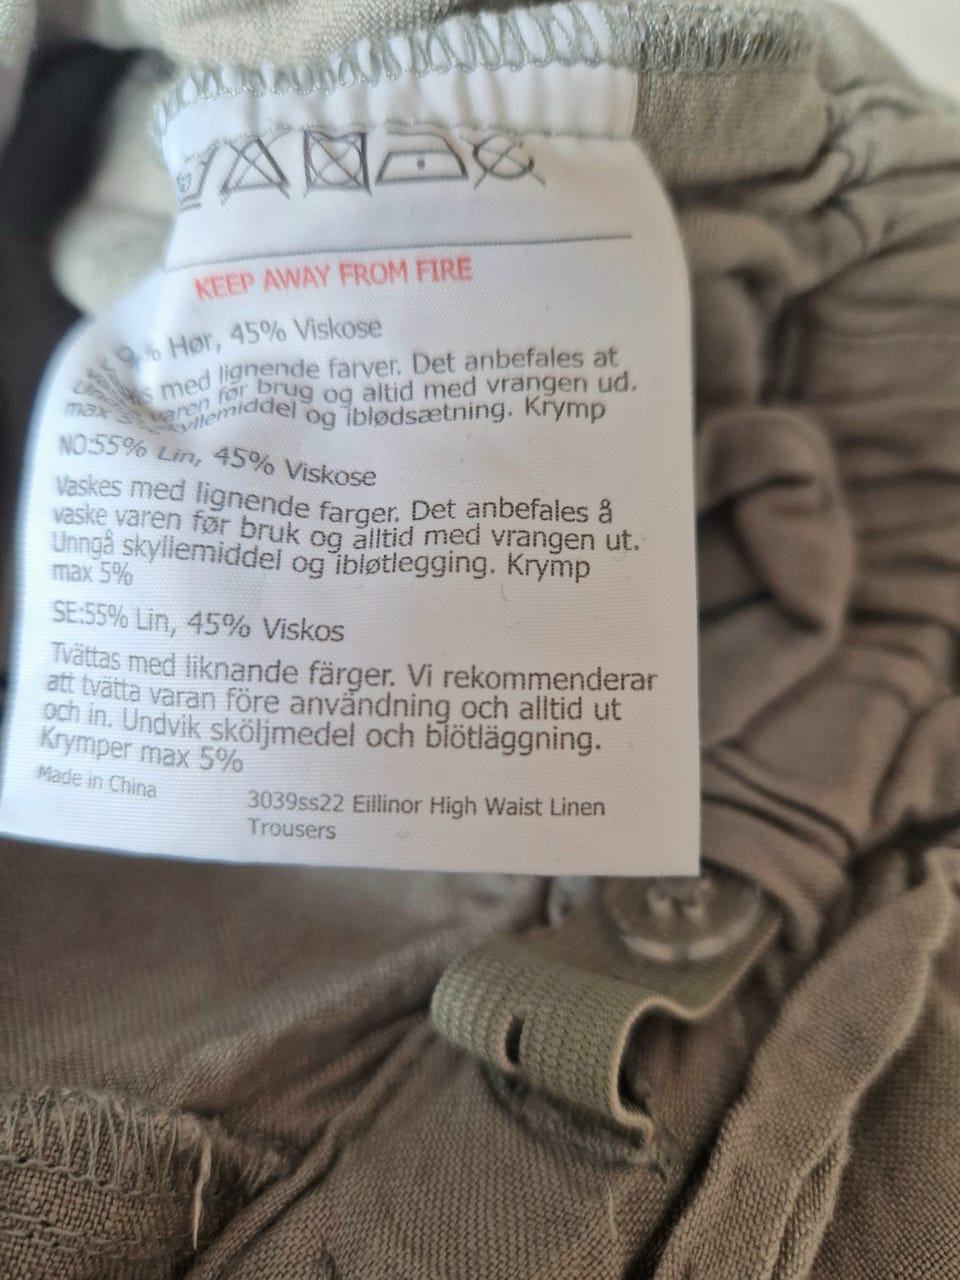 KEEP AWAY FROM FIRE
% Hør, 45% Viskose
med lignende farver. Det anbefales at
varen før brug og altid med vrangen ud.
skyllemiddel og iblødsætning. Krymp
max 5%
NO:55% Lin, 45% Viskose
Vaskes med lignende farger. Det anbefales å
vaske varen før bruk og alltid med vrangen ut.
Unngå skyllemiddel og ibløtlegging. Krymp
max 5%
SE:55% Lin, 45% Viskos
Tvättas med liknande färger. Vi rekommenderar
att tvätta varan före användning och alltid ut
och in. Undvik sköljmedel och blötläggning.
Krymper max 5%
Made in China
3039ss22 Eillinor High Waist Linen
Trousers